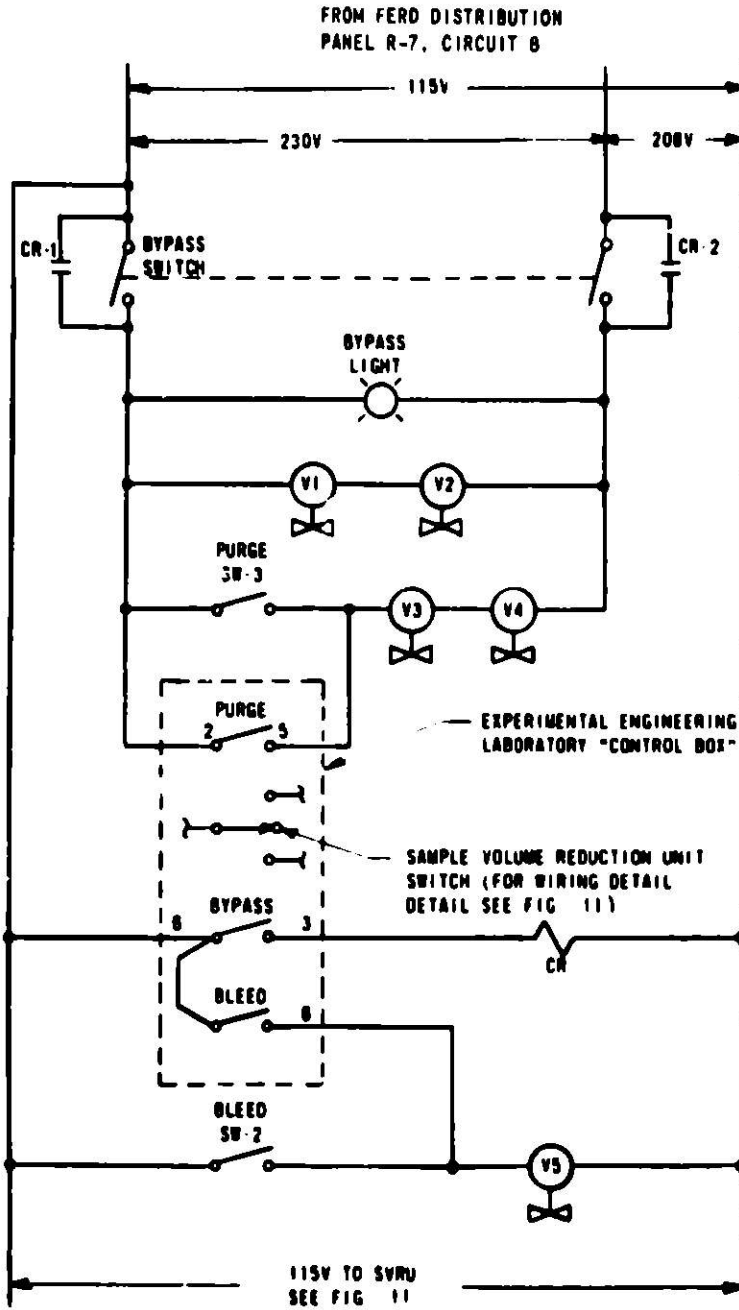 FROM FERD DISTRIBUTION
PANEL R-7, CIRCUIT 8
115V
230V
208V
CR-1
BYPASS
SWITCH
CR-2
BYPASS
LIGHT
V1
V2
PURGE
SW-3
V3
V4
PURGE
2
5
EXPERIMENTAL ENGINEERING
LABORATORY "CONTROL BOX"
SAMPLE VOLUME REDUCTION UNIT
SWITCH (FOR WIRING DETAIL
DETAIL SEE FIG 11)
BYPASS
3
CR
BLEED
BLEED
SW-2
V5
115V TO SVRU
SEE FIG 11